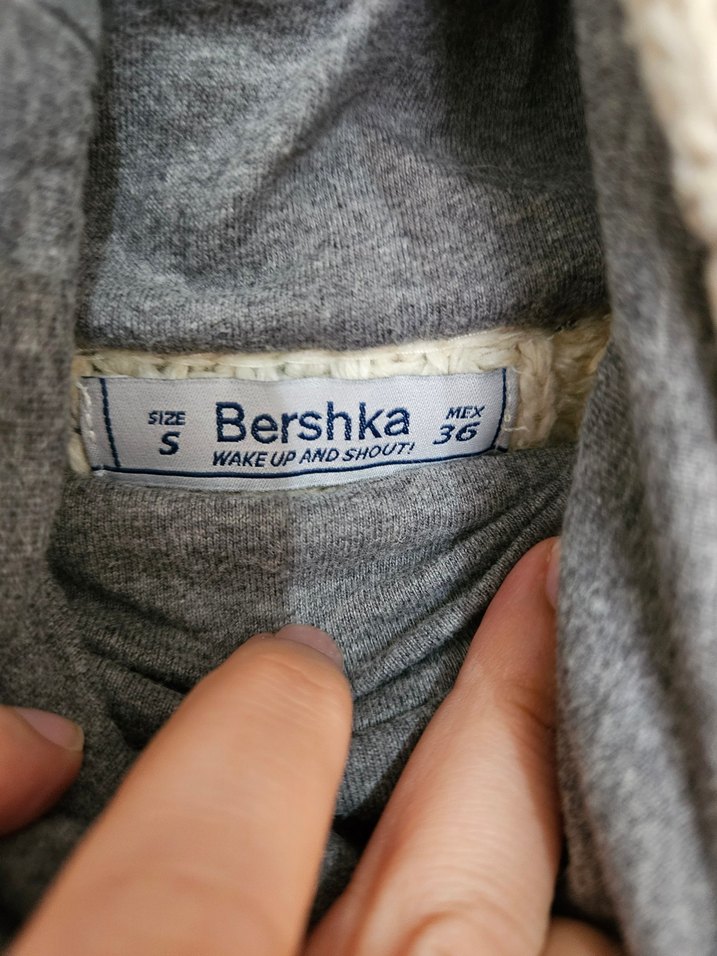 SIZE
S
Bershka
WAKE UP AND SHOUT!
MEX
36